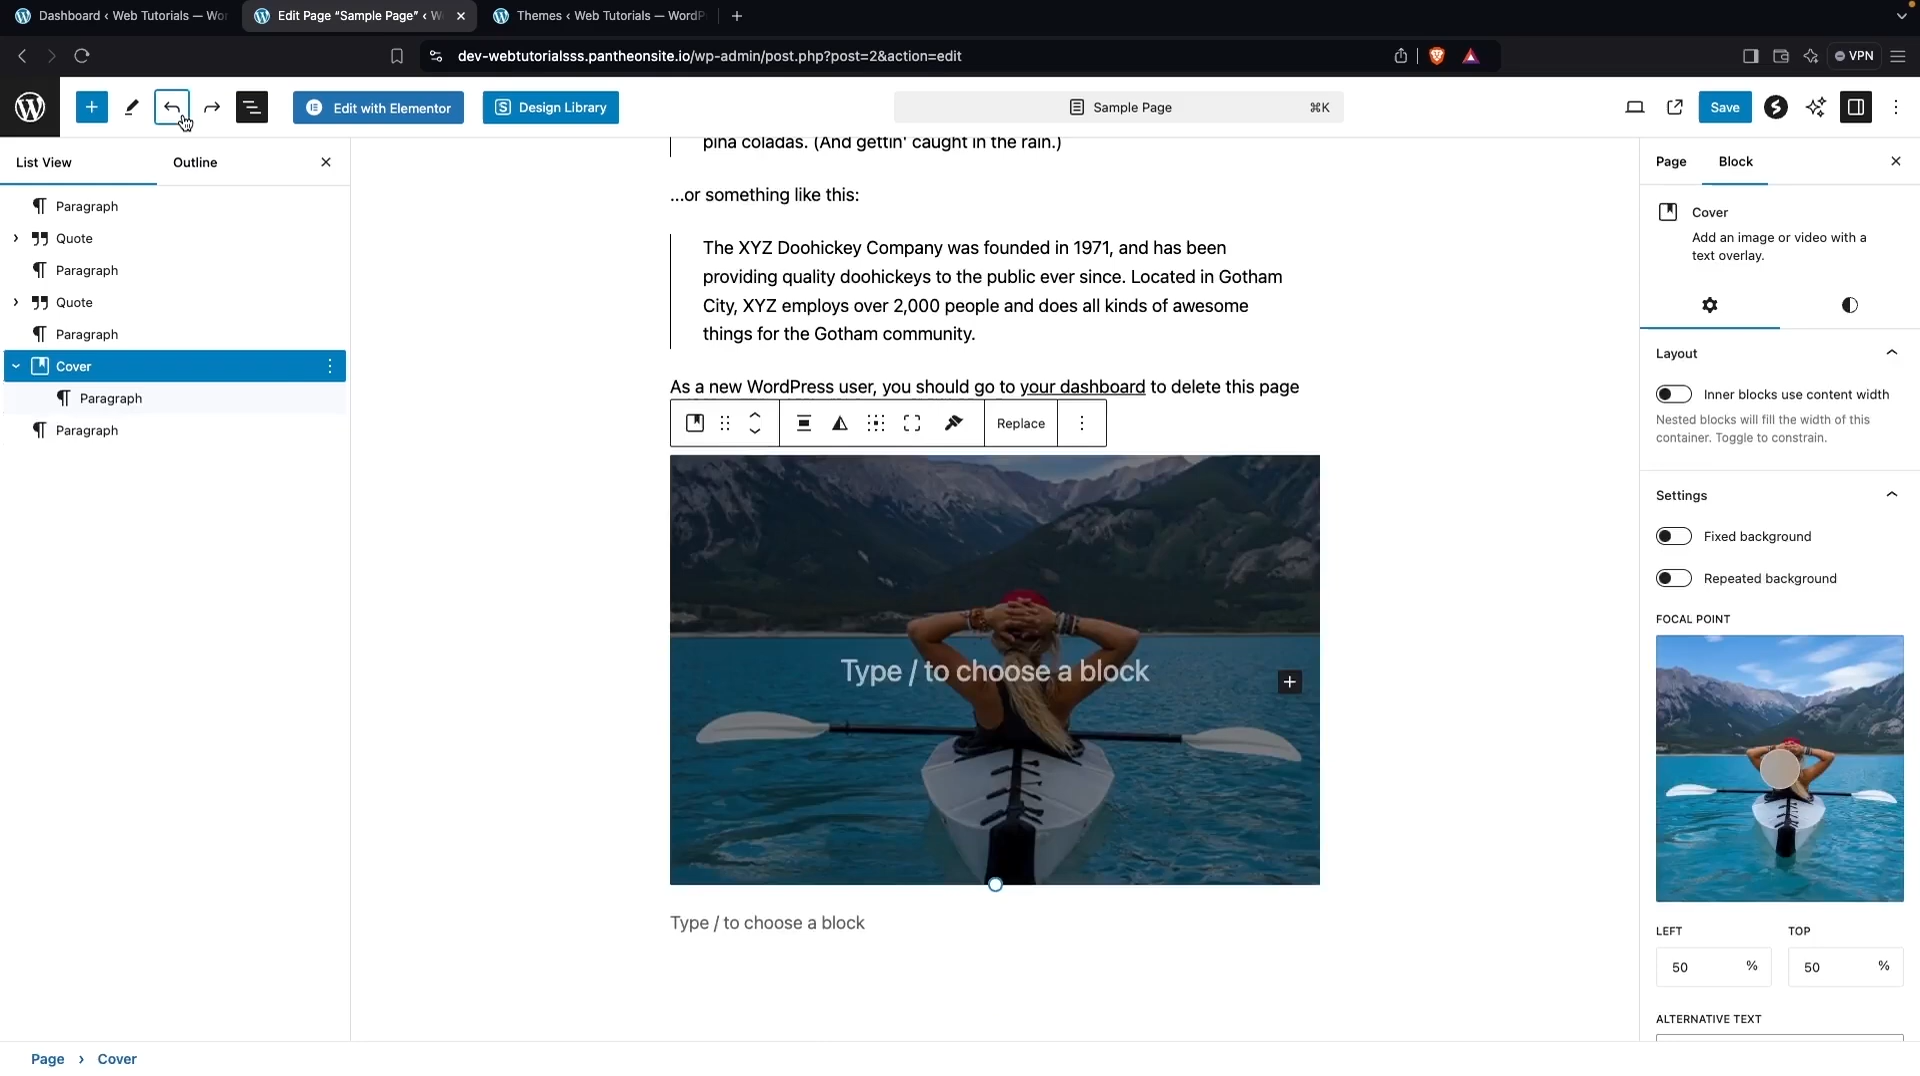 Dashboard ‹ Web Tutorials — Wor
Edit Page “Sample Page” ‹ W
Themes ‹ Web Tutorials — WordP
dev-webtutorialsss.pantheonsite.io/wp-admin/post.php?post=2&action=edit
VPN
Edit with Elementor
Design Library
Sample Page
⌘K
Save
List View
Outline
Paragraph
Quote
Paragraph
Quote
Paragraph
Cover
Paragraph
Paragraph
pina coladas. (And gettin' caught in the rain.)
...or something like this:
The XYZ Doohickey Company was founded in 1971, and has been
providing quality doohickeys to the public ever since. Located in Gotham
City, XYZ employs over 2,000 people and does all kinds of awesome
things for the Gotham community.
As a new WordPress user, you should go to your dashboard to delete this page
Replace
Type / to choose a block
Type / to choose a block
Page
Block
Cover
Add an image or video with a
text overlay.
Layout
Inner blocks use content width
Nested blocks will fill the width of this
container. Toggle to constrain.
Settings
Fixed background
Repeated background
FOCAL POINT
LEFT
TOP
50 %
50 %
ALTERNATIVE TEXT
Page › Cover